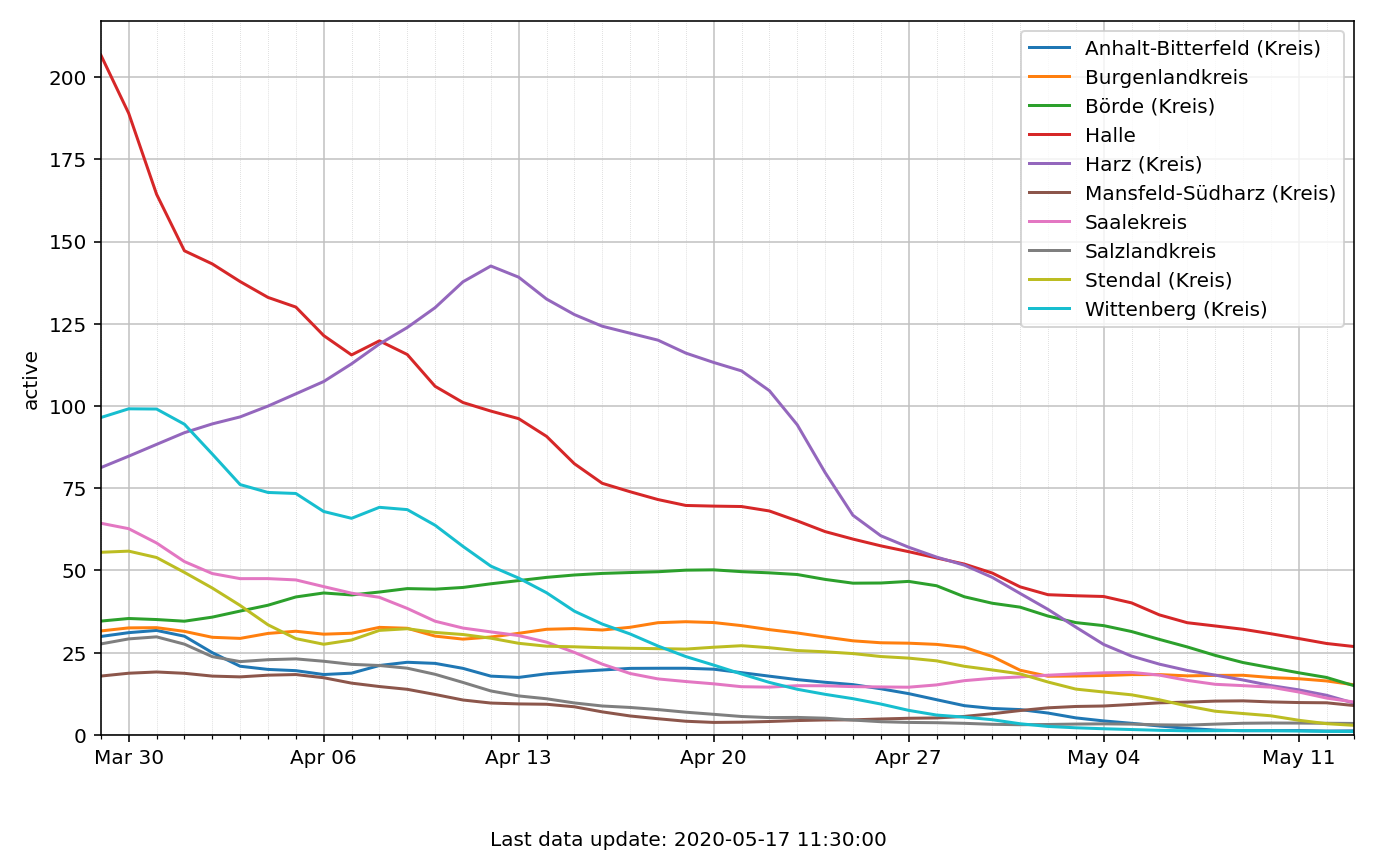 200
175
150
125
100
75
50
25
0
active
Anhalt-Bitterfeld (Kreis)
Burgenlandkreis
Börde (Kreis)
Halle
Harz (Kreis)
Mansfeld-Südharz (Kreis)
Saalekreis
Salzlandkreis
Stendal (Kreis)
Wittenberg (Kreis)
Mar 30 Apr 06 Apr 13 Apr 20 Apr 27 May 04 May 11
Last data update: 2020-05-17 11:30:00